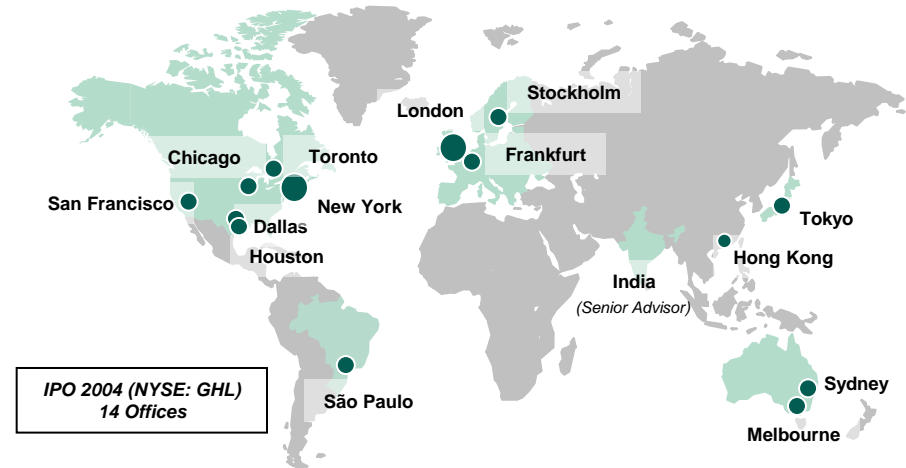 Stockholm
London
Chicago
Toronto
Frankfurt
San Francisco
New York
Dallas
Tokyo
Houston
Hong Kong
India
(Senior Advisor)
IPO 2004 (NYSE: GHL)
14 Offices
São Paulo
Sydney
Melbourne